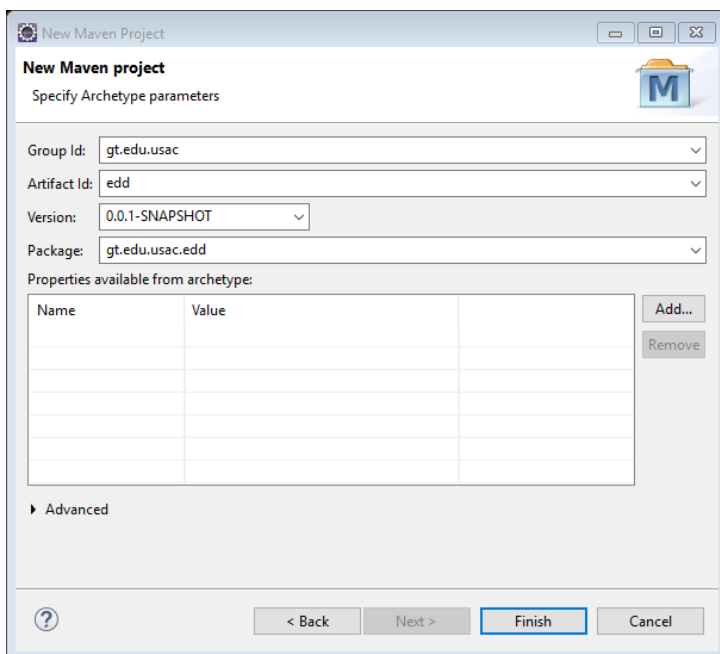 New Maven Project
New Maven project
Specify Archetype parameters
M
Group Id: gt.edu.usac
Artifact Id: edd
Version: 0.0.1-SNAPSHOT
Package: gt.edu.usac.edd
Properties available from archetype:
Name Value Add...
Remove
Advanced
? < Back Next > Finish Cancel